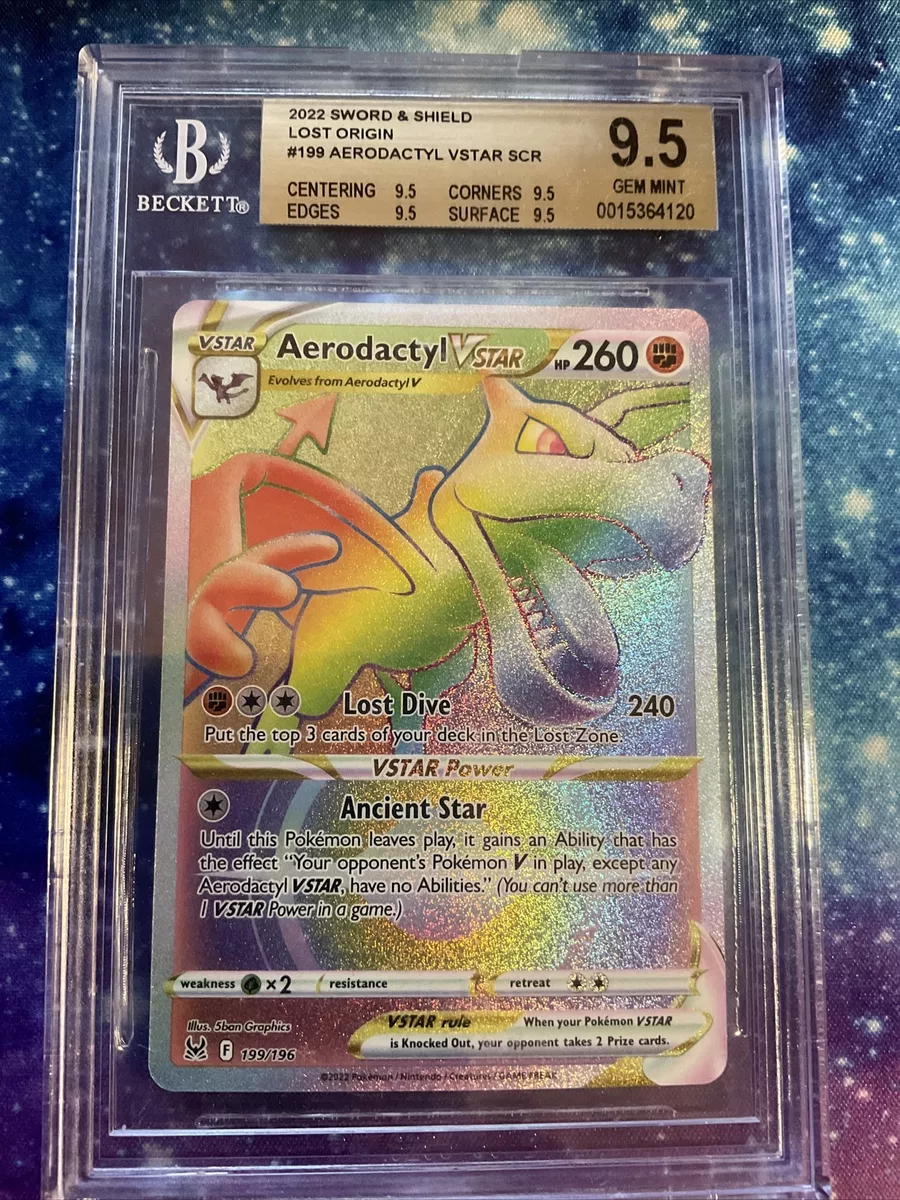 2022 SWORD & SHIELD
LOST ORIGIN
#199 AERODACTYL VSTAR SCR
9.5
GEM MINT
0015364120
CENTERING 9.5 CORNERS 9.5
EDGES 9.5 SURFACE 9.5
B
BECKETT®
VSTAR
Aerodactyl VSTAR HP 260
Evolves from Aerodactyl V
Lost Dive 240
Put the top 3 cards of your deck in the Lost Zone.
VSTAR Power
Ancient Star
Until this Pokémon leaves play, it gains an Ability that has
the effect “Your opponent's Pokémon V in play, except any
Aerodactyl VSTAR, have no Abilities.” (You can't use more than
1 VSTAR Power in a game.)
weakness ×2 resistance retreat
Illus. 5ban Graphics
F 199/196
VSTAR rule When your Pokémon VSTAR
is Knocked Out, your opponent takes 2 Prize cards.
©2022 Pokémon / Nintendo / Creatures / GAME FREAK